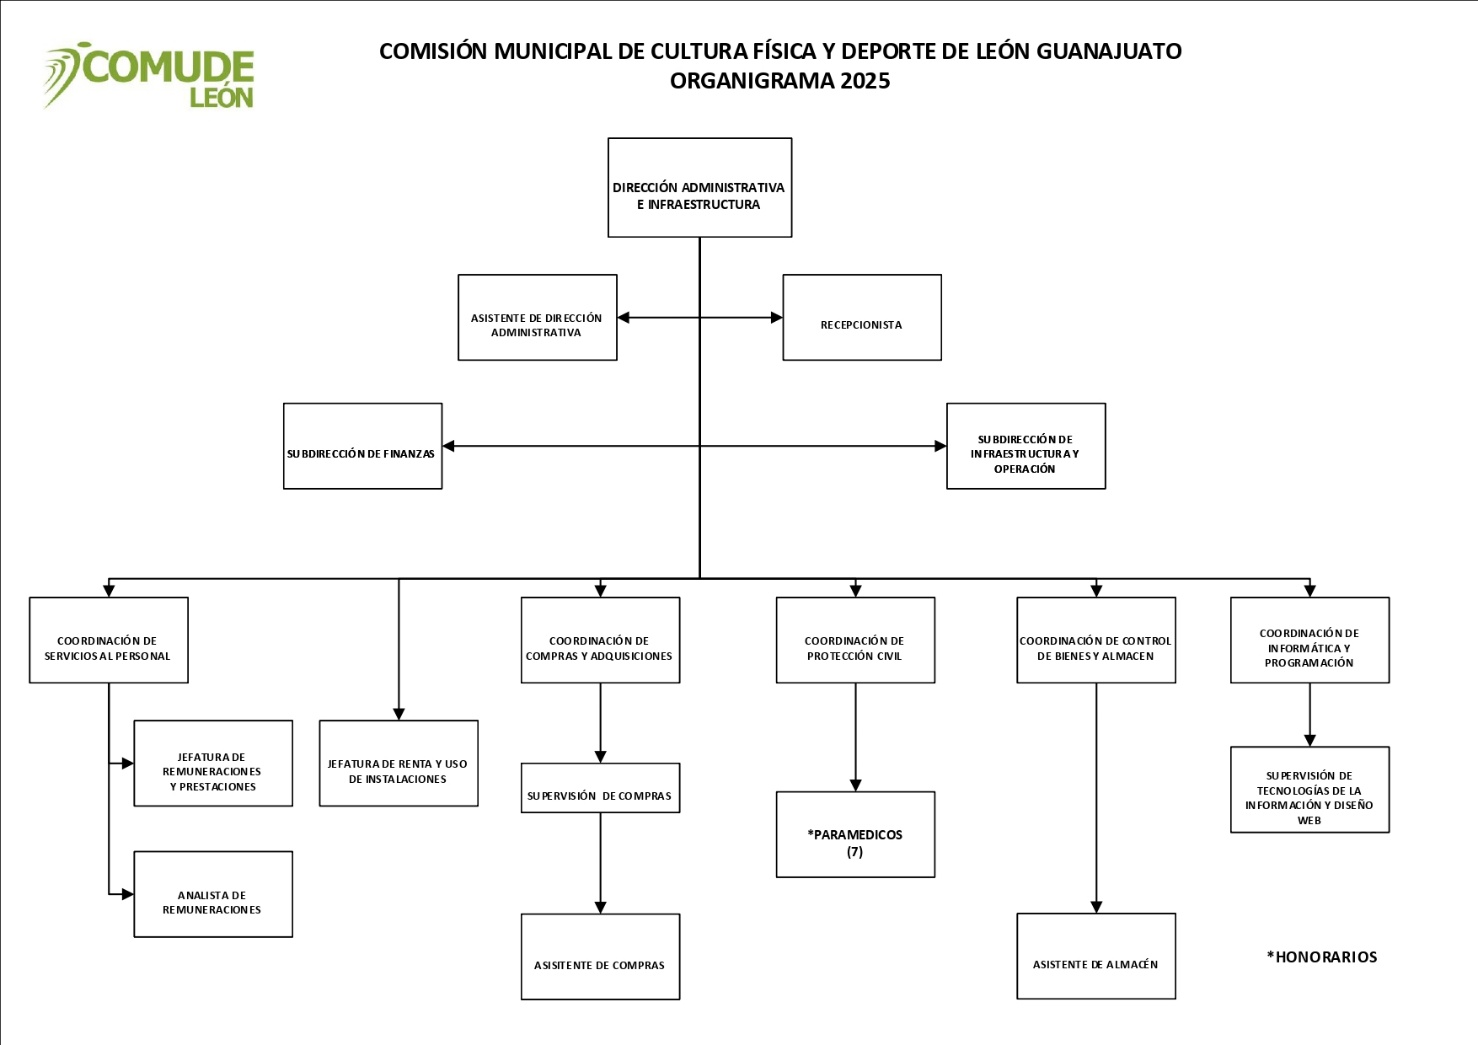 COMUDE
LEÓN
COMISIÓN MUNICIPAL DE CULTURA FÍSICA Y DEPORTE DE LEÓN GUANAJUATO
ORGANIGRAMA 2025
DIRECCIÓN ADMINISTRATIVA
E INFRAESTRUCTURA
ASISTENTE DE DIRECCIÓN
ADMINISTRATIVA
RECEPCIONISTA
SUBDIRECCIÓN DE FINANZAS
SUBDIRECCIÓN DE
INFRAESTRUCTURA Y
OPERACIÓN
COORDINACIÓN DE
SERVICIOS AL PERSONAL
COORDINACIÓN DE
COMPRAS Y ADQUISICIONES
COORDINACIÓN DE
PROTECCIÓN CIVIL
COORDINACIÓN DE CONTROL
DE BIENES Y ALMACEN
COORDINACIÓN DE
INFORMÁTICA Y
PROGRAMACIÓN
JEFATURA DE
REMUNERACIONES
Y PRESTACIONES
JEFATURA DE RENTA Y USO
DE INSTALACIONES
SUPERVISIÓN DE COMPRAS
*PARAMEDICOS
(7)
SUPERVISIÓN DE
TECNOLOGÍAS DE LA
INFORMACIÓN Y DISEÑO
WEB
ANALISTA DE
REMUNERACIONES
ASISITENTE DE COMPRAS
ASISTENTE DE ALMACÉN
*HONORARIOS